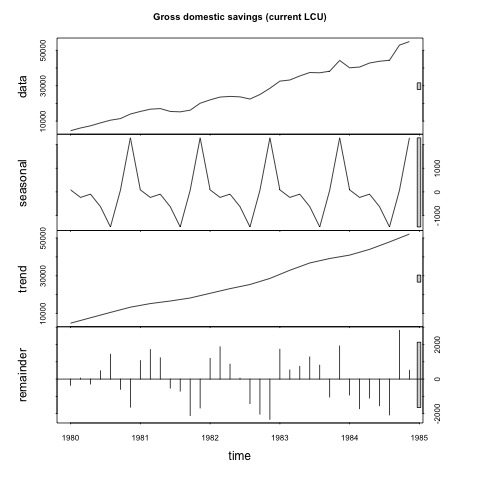 Gross domestic savings (current LCU)
data
10000 30000 50000
seasonal
-1000 0 1000
trend
10000 30000 50000
remainder
-2000 0 2000
1980 1981 1982 1983 1984 1985
time